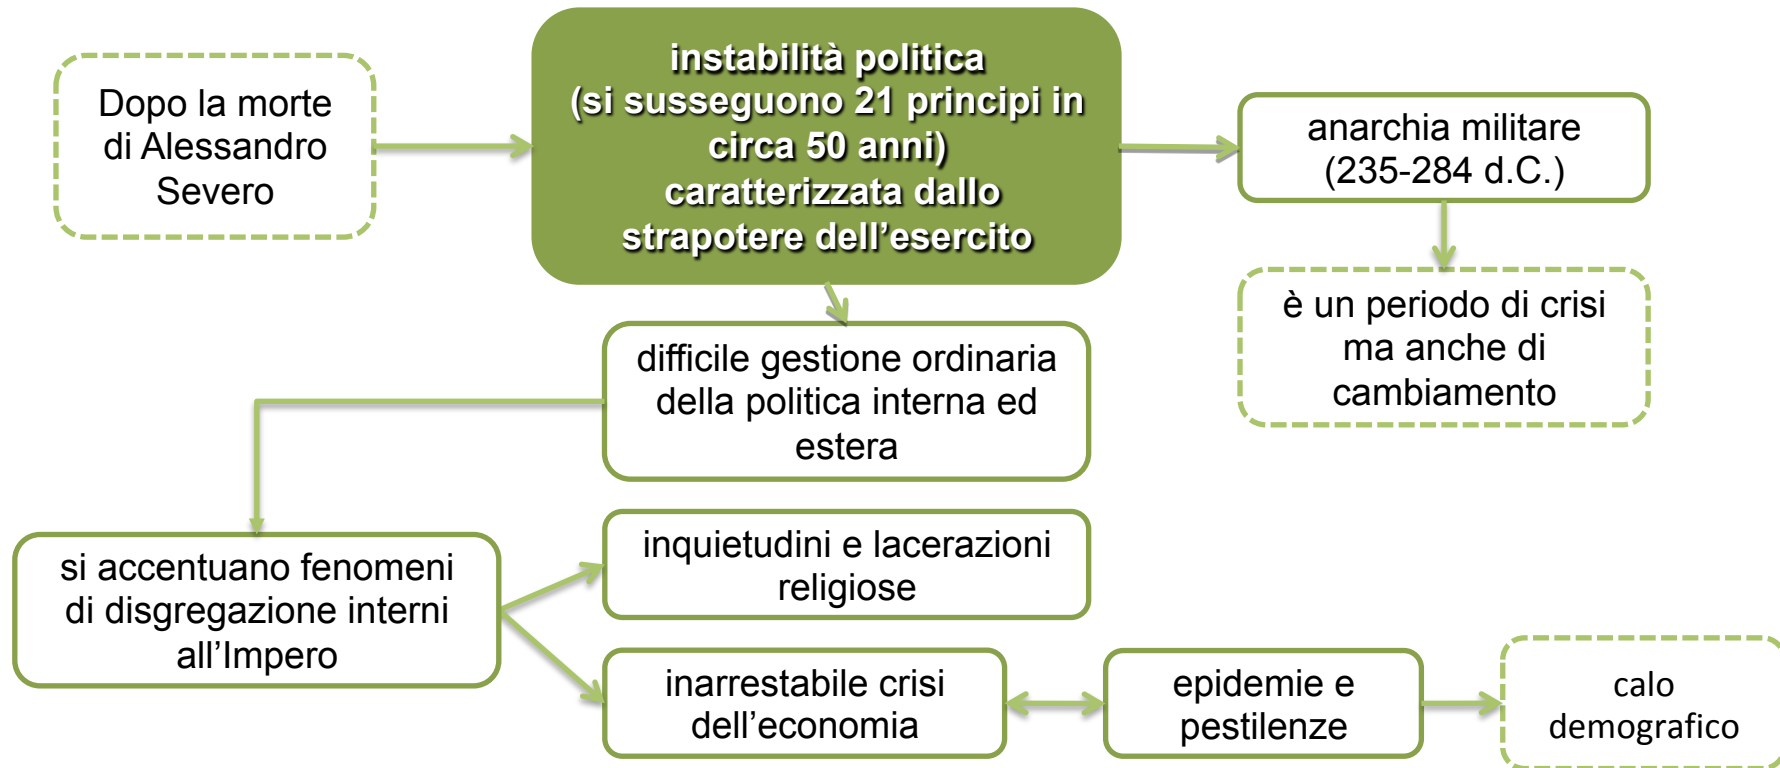 Dopo la morte
di Alessandro
Severo
instabilità politica
(si susseguono 21 principi in
circa 50 anni)
caratterizzata dallo
strapotere dell’esercito
anarchia militare
(235-284 d.C.)
è un periodo di crisi
ma anche di
cambiamento
difficile gestione ordinaria
della politica interna ed
estera
si accentuano fenomeni
di disgregazione interni
all’Impero
inquietudini e lacerazioni
religiose
inarrestabile crisi
dell’economia
epidemie e
pestilenze
calo
demografico